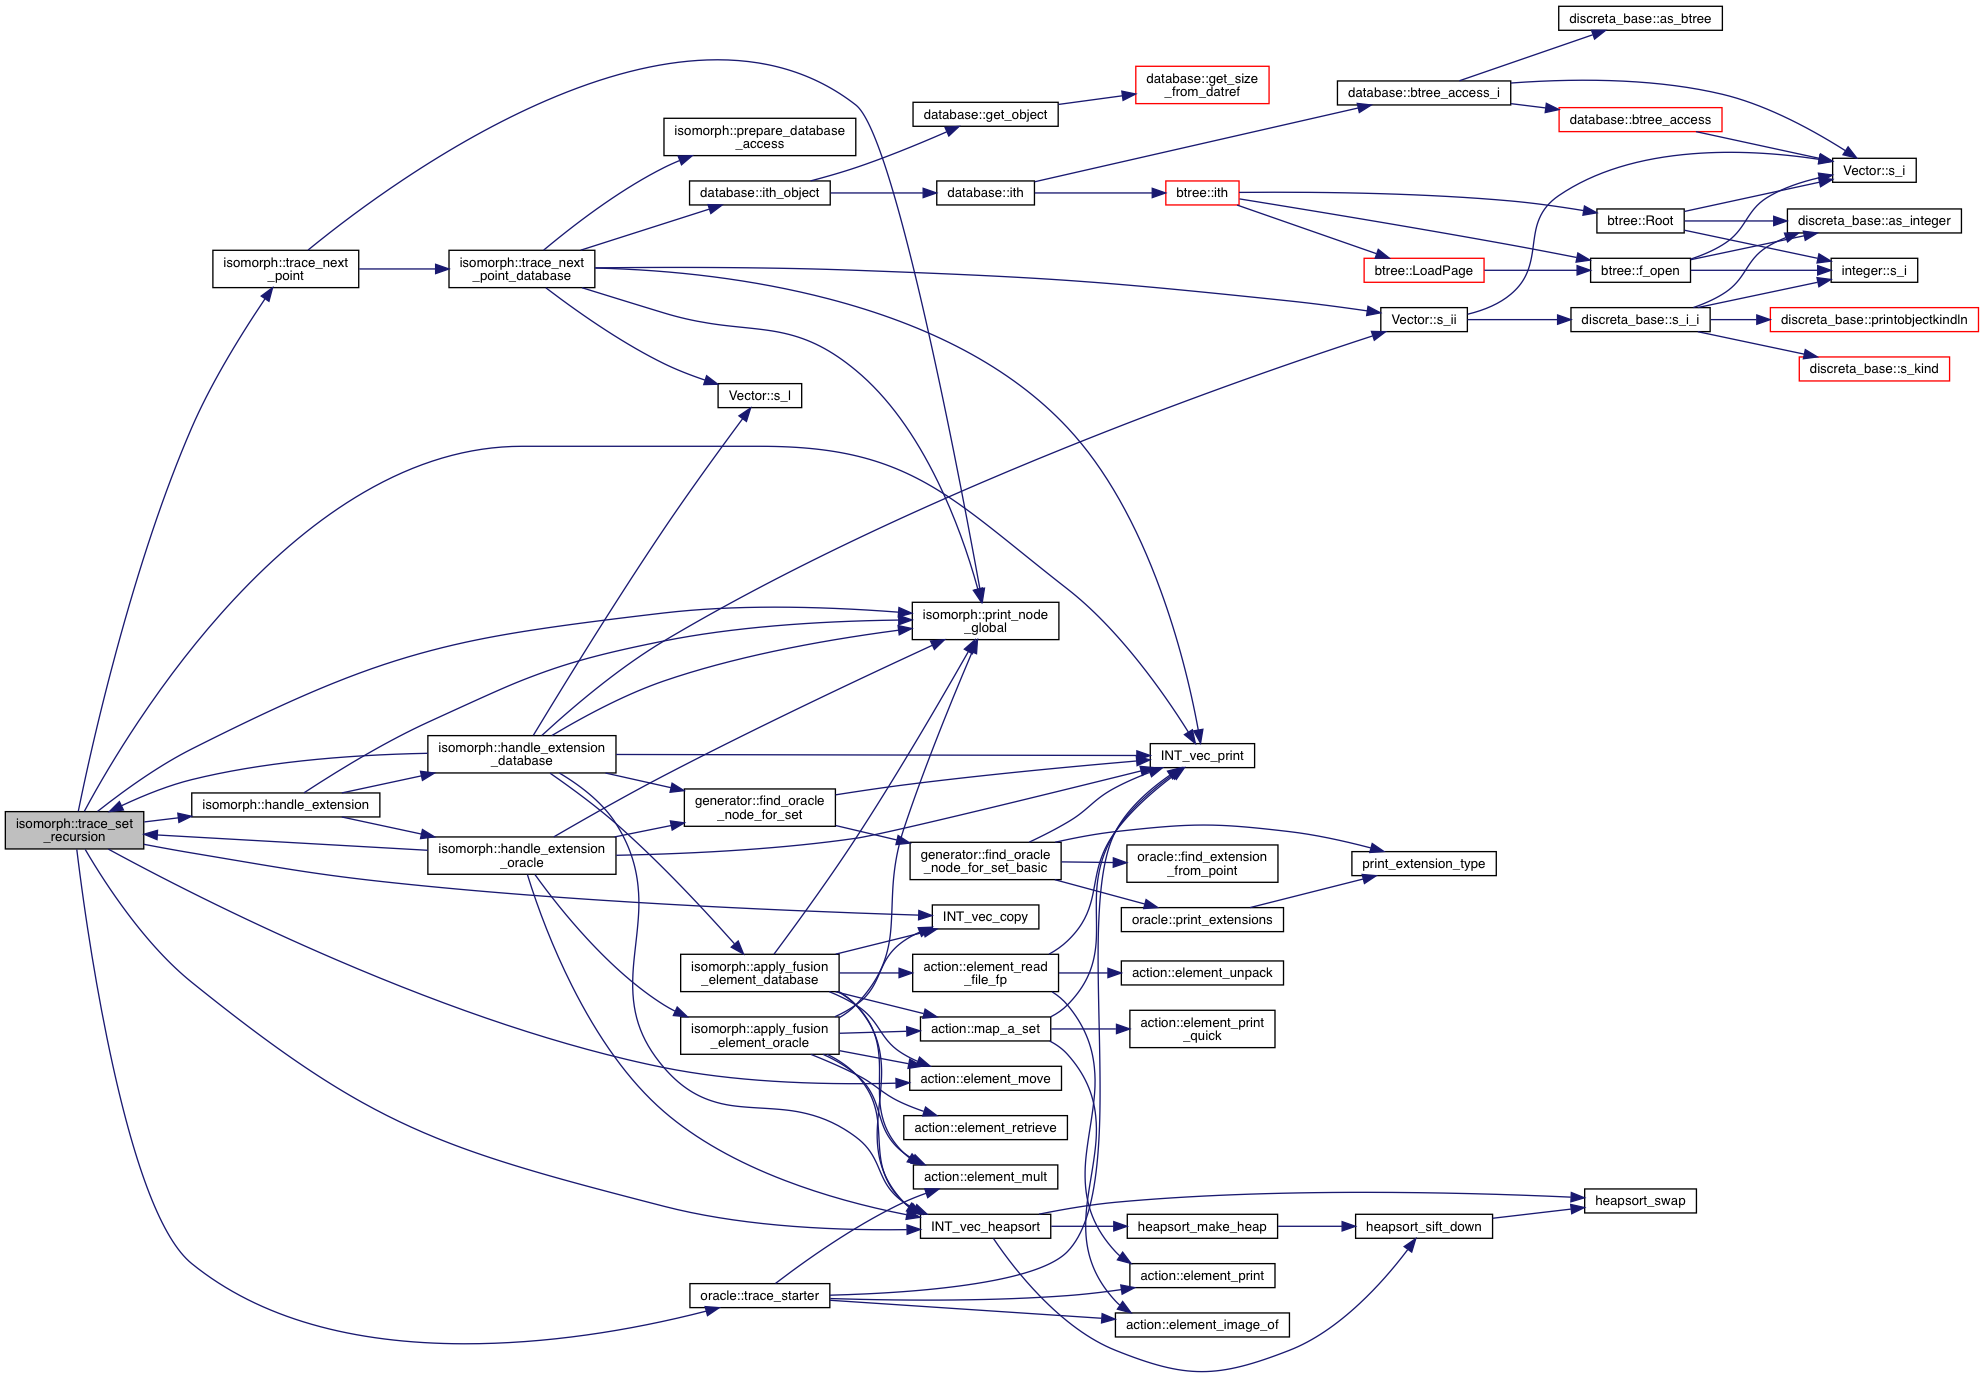 discreta_base::as_btree
database::get_size
_from_datref
database::btree_access_i
database::get_object
database::btree_access
isomorph::prepare_database
_access
Vector::s_i
database::ith_object
database::ith
btree::ith
btree::Root
discreta_base::as_integer
isomorph::trace_next
_point
isomorph::trace_next
_point_database
btree::LoadPage
btree::f_open
integer::s_i
Vector::s_ii
discreta_base::s_i_i
discreta_base::printobjectkindln
discreta_base::s_kind
Vector::s_l
isomorph::print_node
_global
isomorph::handle_extension
_database
INT_vec_print
isomorph::handle_extension
generator::find_oracle
_node_for_set
isomorph::trace_set
_recursion
isomorph::handle_extension
_oracle
generator::find_oracle
_node_for_set_basic
oracle::find_extension
_from_point
print_extension_type
INT_vec_copy
oracle::print_extensions
isomorph::apply_fusion
_element_database
action::element_read
_file_fp
action::element_unpack
isomorph::apply_fusion
_element_oracle
action::map_a_set
action::element_print
_quick
action::element_move
action::element_retrieve
action::element_mult
heapsort_swap
INT_vec_heapsort
heapsort_make_heap
heapsort_sift_down
action::element_print
oracle::trace_starter
action::element_image_of